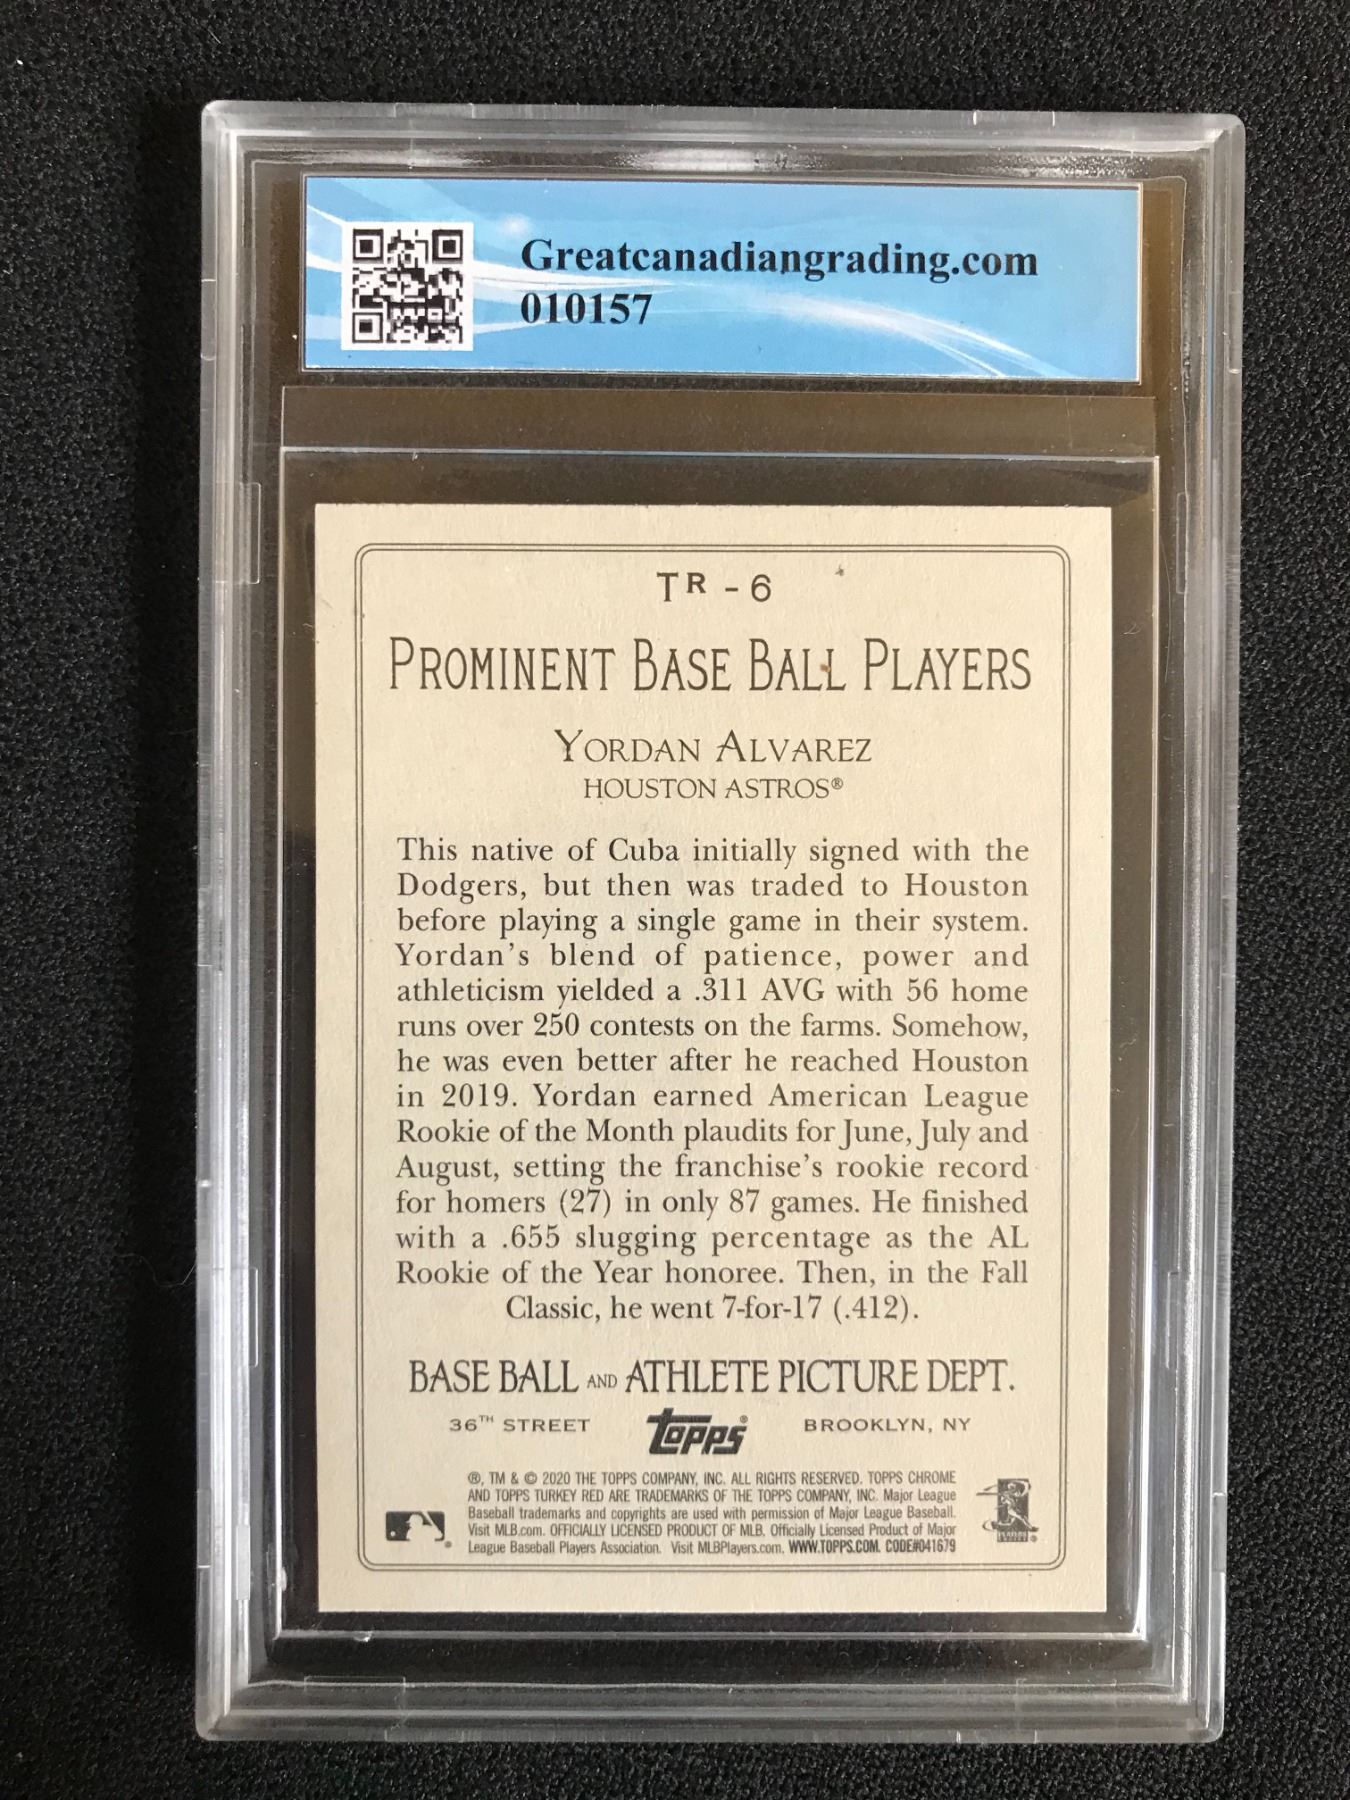 Greatcanadiangrading.com
010157
TR - 6
PROMINENT BASE BALL PLAYERS
YORDAN ALVAREZ
HOUSTON ASTROS®
This native of Cuba initially signed with the
Dodgers, but then was traded to Houston
before playing a single game in their system.
Yordan's blend of patience, power and
athleticism yielded a .311 AVG with 56 home
runs over 250 contests on the farms. Somehow,
he was even better after he reached Houston
in 2019. Yordan earned American League
Rookie of the Month plaudits for June, July and
August, setting the franchise's rookie record
for homers (27) in only 87 games. He finished
with a .655 slugging percentage as the AL
Rookie of the Year honoree. Then, in the Fall
Classic, he went 7-for-17 (.412).
BASE BALL AND ATHLETE PICTURE DEPT.
36TH STREET topps® BROOKLYN, NY
®, TM & © 2020 THE TOPPS COMPANY, INC. ALL RIGHTS RESERVED. TOPPS CHROME
AND TOPPS TURKEY RED ARE TRADEMARKS OF THE TOPPS COMPANY, INC. Major League
Baseball trademarks and copyrights are used with permission of Major League Baseball.
Visit MLB.com. OFFICIALLY LICENSED PRODUCT OF MLB. Officially Licensed Product of Major
League Baseball Players Association. Visit MLBPlayers.com. WWW.TOPPS.COM. CODE#041679